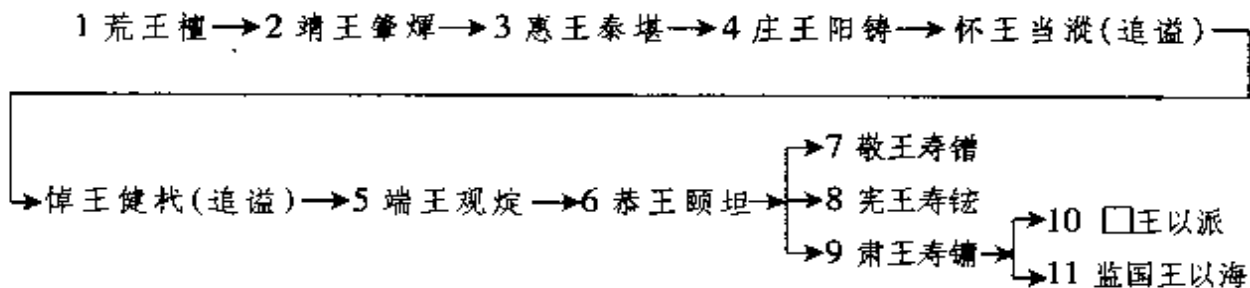 1 荒王檀→2 靖王肇煇→3 惠王泰堪→4 庄王阳铸→怀王当漎(追谥)
→悼王健杙(追谥)→5 端王观烶→6 恭王颐坦
→7 敬王寿
→8 宪王寿𫟹
→9 肃王寿镛
→10 □王以派
→11 监国王以海